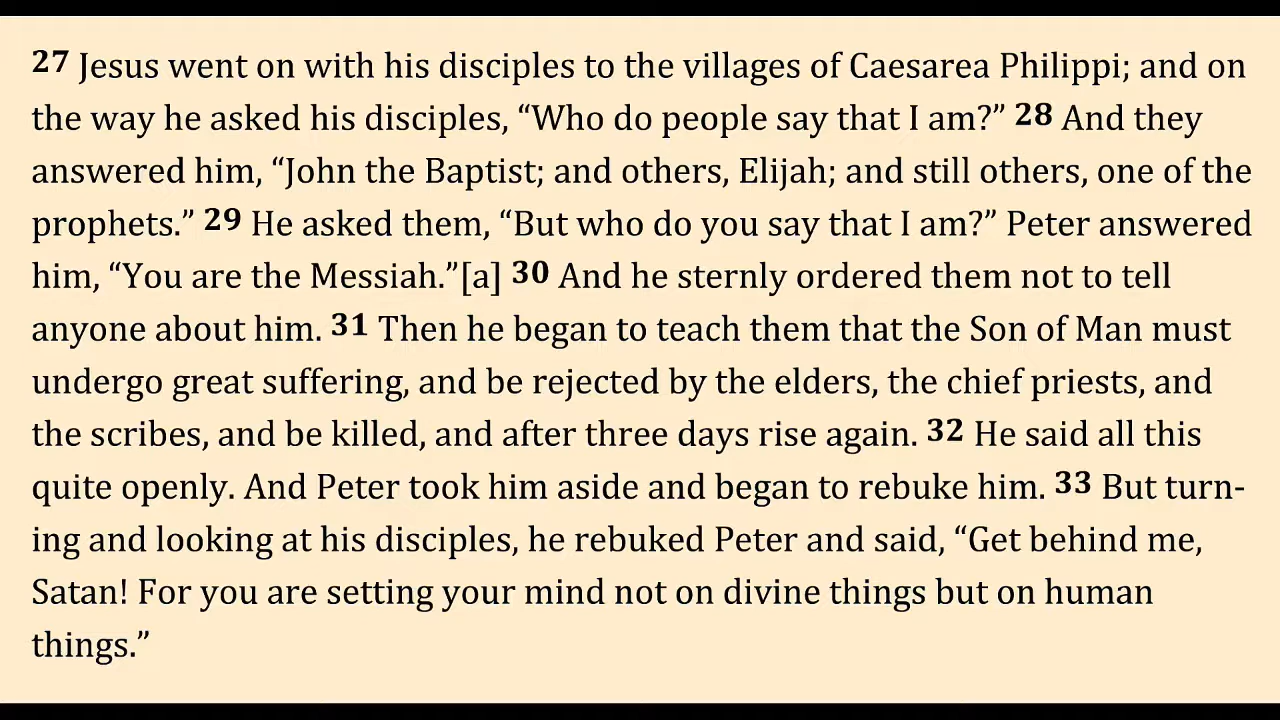 27 Jesus went on with his disciples to the villages of Caesarea Philippi; and on
the way he asked his disciples, “Who do people say that I am?” 28 And they
answered him, “John the Baptist; and others, Elijah; and still others, one of the
prophets.” 29 He asked them, “But who do you say that I am?” Peter answered
him, “You are the Messiah.”[a] 30 And he sternly ordered them not to tell
anyone about him. 31 Then he began to teach them that the Son of Man must
undergo great suffering, and be rejected by the elders, the chief priests, and
the scribes, and be killed, and after three days rise again. 32 He said all this
quite openly. And Peter took him aside and began to rebuke him. 33 But turn-
ing and looking at his disciples, he rebuked Peter and said, “Get behind me,
Satan! For you are setting your mind not on divine things but on human
things.”